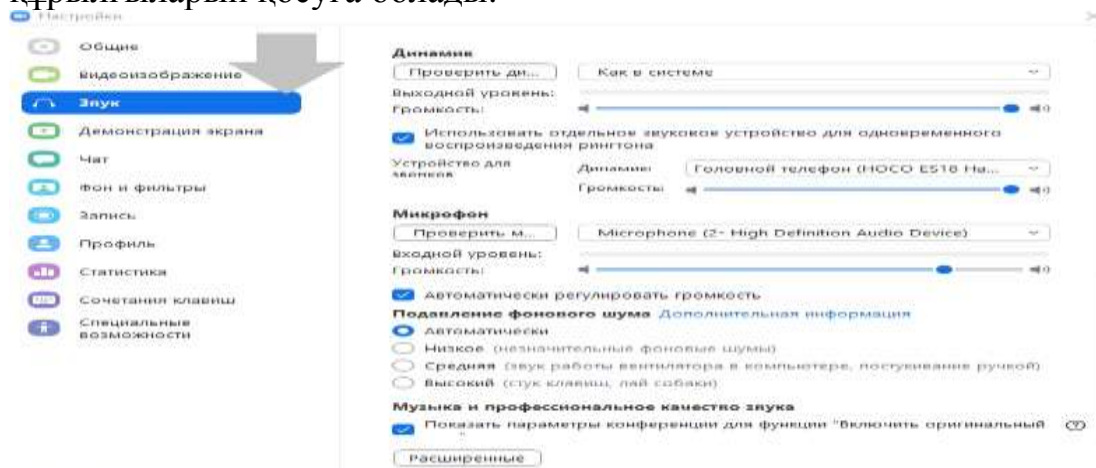 құрылғыларын қосуға болады.
Настройки
Общие
Видеоизображение
Звук
Демонстрация экрана
Чат
Фон и фильтры
Запись
Профиль
Статистика
Сочетания клавиш
Специальные
возможности
Динамик
Проверить ди... Как в системе
Выходной уровень:
Громкость:
Использовать отдельное звуковое устройство для одновременного
воспроизведения рингтона
Устройство для
звонков
Динамик: Головной телефон (HOCO ES18 Ha...
Громкость:
Микрофон
Проверить м... Microphone (2- High Definition Audio Device)
Входной уровень:
Громкость:
Автоматически регулировать громкость
Подавление фонового шума Дополнительная информация
Автоматически
Низкое (незначительные фоновые шумы)
Средняя (звук работы вентилятора в компьютере, постукивание ручкой)
Высокий (стук клавиш, лай собаки)
Музыка и профессиональное качество звука
Показать параметры конференции для функции "Включить оригинальный
"
Расширенные